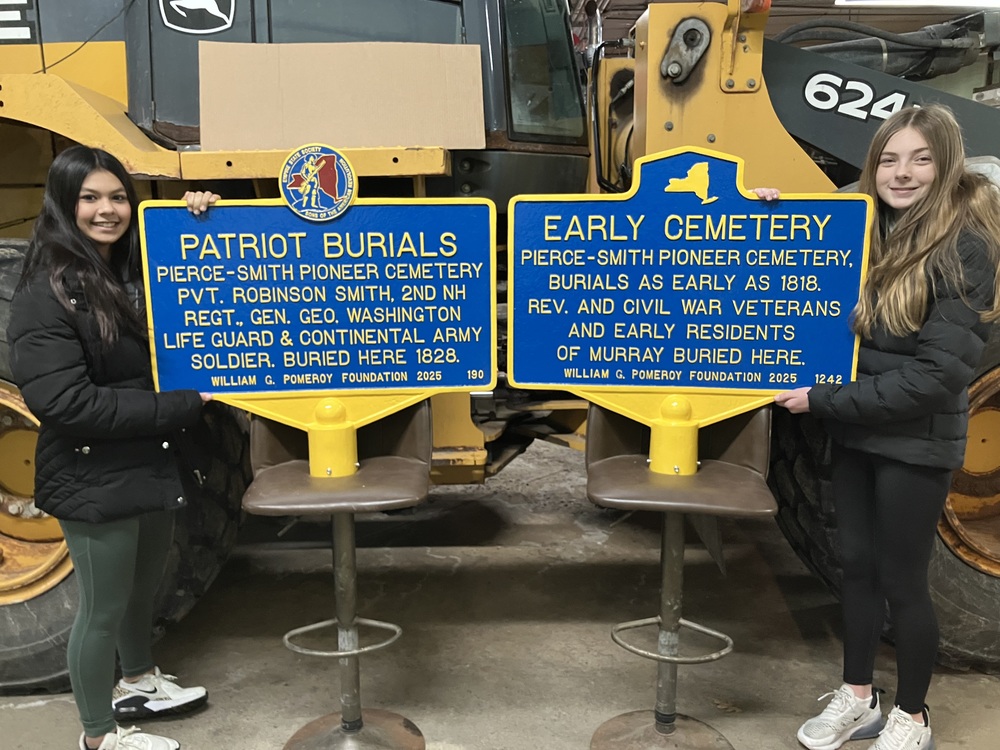 EMPIRE STATE SOCIETY
PATRIOT BURIALS
PIERCE-SMITH PIONEER CEMETERY
PVT. ROBINSON SMITH, 2ND NH
REGT., GEN. GEO. WASHINGTON
LIFE GUARD & CONTINENTAL ARMY
SOLDIER. BURIED HERE 1828.
WILLIAM G. POMEROY FOUNDATION 2025 190
EARLY CEMETERY
PIERCE-SMITH PIONEER CEMETERY,
BURIALS AS EARLY AS 1818.
REV. AND CIVIL WAR VETERANS
AND EARLY RESIDENTS
OF MURRAY BURIED HERE.
WILLIAM G. POMEROY FOUNDATION 2025 1242
624